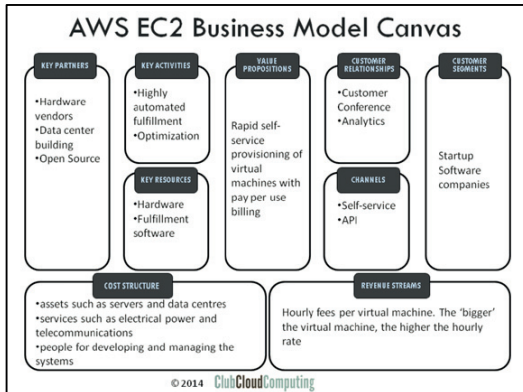 AWS EC2 Business Model Canvas
KEY PARTNERS
•Hardware
vendors
•Data center
building
•Open Source
KEY ACTIVITIES
•Highly
automated
fulfillment
•Optimization
KEY RESOURCES
•Hardware
•Fulfillment
software
VALUE
PROPOSITIONS
Rapid self-
service
provisioning of
virtual
machines with
pay per use
billing
CUSTOMER
RELATIONSHIPS
•Customer
Conference
•Analytics
CHANNELS
•Self-service
•API
CUSTOMER
SEGMENTS
Startup
Software
companies
COST STRUCTURE
•assets such as servers and data centres
•services such as electrical power and
telecommunications
•people for developing and managing the
systems
REVENUE STREAMS
Hourly fees per virtual machine. The ‘bigger’
the virtual machine, the higher the hourly
rate
© 2014 ClubCloudComputing